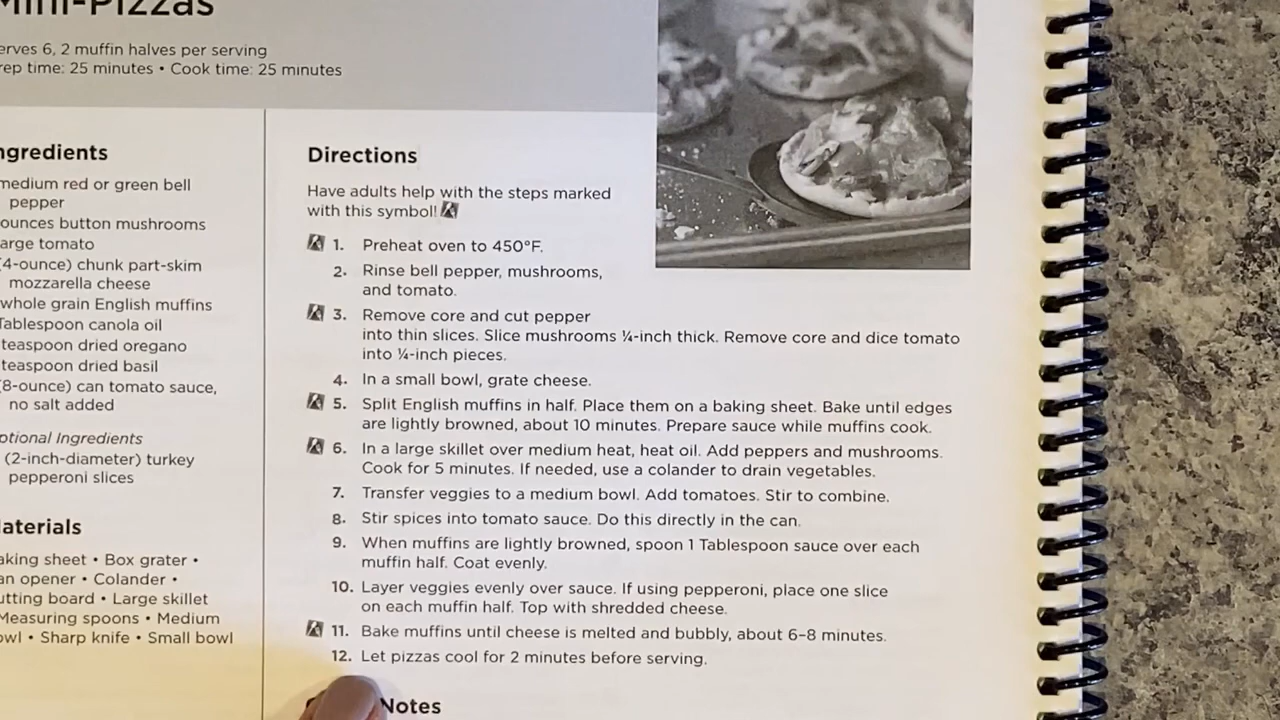 Mini-Pizzas
erves 6, 2 muffin halves per serving
rep time: 25 minutes • Cook time: 25 minutes
ngredients
medium red or green bell
pepper
ounces button mushrooms
arge tomato
(4-ounce) chunk part-skim
mozzarella cheese
whole grain English muffins
Tablespoon canola oil
teaspoon dried oregano
teaspoon dried basil
(8-ounce) can tomato sauce,
no salt added
ptional Ingredients
(2-inch-diameter) turkey
pepperoni slices
aterials
aking sheet • Box grater •
an opener • Colander •
utting board • Large skillet
Measuring spoons • Medium
owl • Sharp knife • Small bowl
Directions
Have adults help with the steps marked
with this symbol!
1. Preheat oven to 450°F.
2. Rinse bell pepper, mushrooms,
and tomato.
3. Remove core and cut pepper
into thin slices. Slice mushrooms ¼-inch thick. Remove core and dice tomato
into ¼-inch pieces.
4. In a small bowl, grate cheese.
5. Split English muffins in half. Place them on a baking sheet. Bake until edges
are lightly browned, about 10 minutes. Prepare sauce while muffins cook.
6. In a large skillet over medium heat, heat oil. Add peppers and mushrooms.
Cook for 5 minutes. If needed, use a colander to drain vegetables.
7. Transfer veggies to a medium bowl. Add tomatoes. Stir to combine.
8. Stir spices into tomato sauce. Do this directly in the can.
9. When muffins are lightly browned, spoon 1 Tablespoon sauce over each
muffin half. Coat evenly.
10. Layer veggies evenly over sauce. If using pepperoni, place one slice
on each muffin half. Top with shredded cheese.
11. Bake muffins until cheese is melted and bubbly, about 6–8 minutes.
12. Let pizzas cool for 2 minutes before serving.
Notes